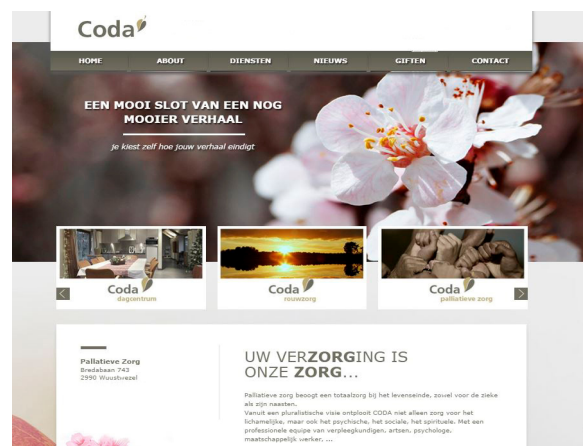 Coda
HOME ABOUT DIENSTEN NIEUWS GIFTEN CONTACT
EEN MOOI SLOT VAN EEN NOG
MOOIER VERHAAL
je kiest zelf hoe jouw verhaal eindigt
Coda
dagcentrum
Coda
rouwzorg
Coda
palliatieve zorg
Pallatieve Zorg
Bredabaan 743
2990 Wuustwezel
UW VERZORGING IS
ONZE ZORG...
Palliatieve zorg beoogt een totaalzorg bij het levenseinde, zowel voor de zieke
als zijn naasten.
Vanuit een pluralistische visie ontplooit CODA niet alleen zorg voor het
lichamelijke, maar ook het psychische, het sociale, het spirituele. Met een
professionele equipe van verpleegkundigen, artsen, psychologe,
maatschappelijk werker, ...